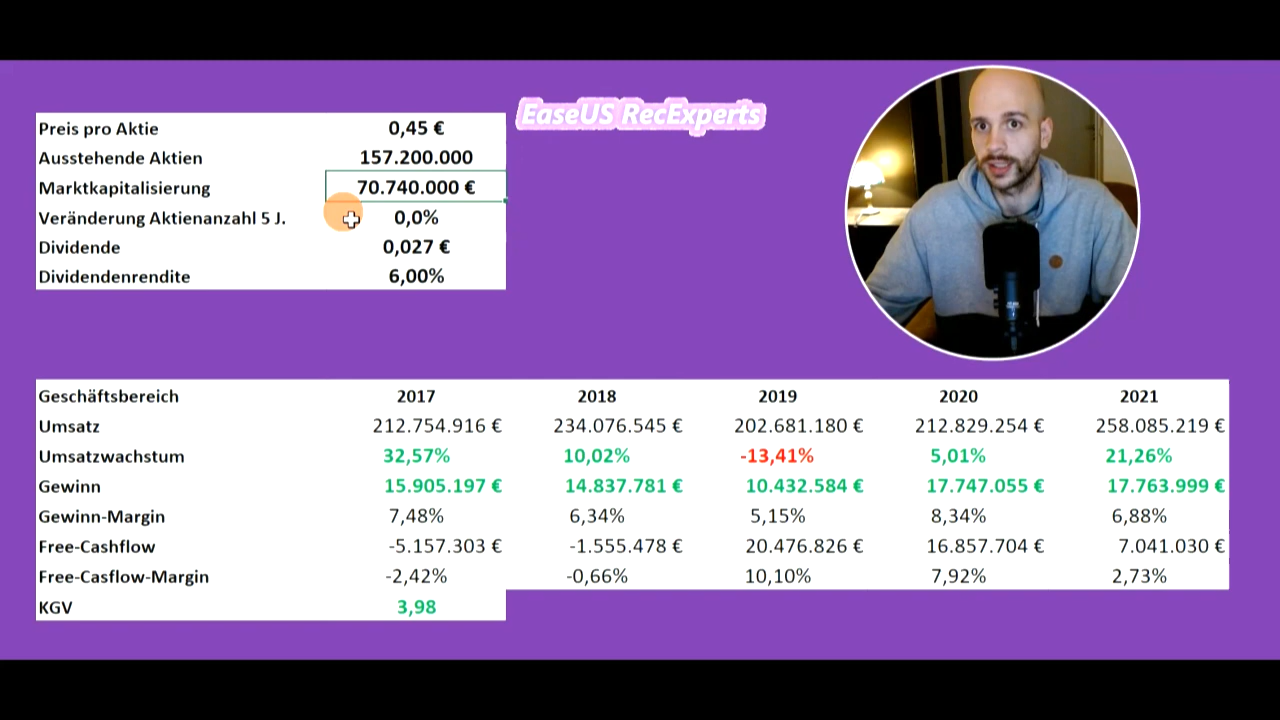 EaseUS RecExperts
Preis pro Aktie 0,45 €
Ausstehende Aktien 157.200.000
Marktkapitalisierung 70.740.000 €
Veränderung Aktienanzahl 5 J. 0,0%
Dividende 0,027 €
Dividendenrendite 6,00%
Geschäftsbereich 2017 2018 2019 2020 2021
Umsatz 212.754.916 € 234.076.545 € 202.681.180 € 212.829.254 € 258.085.219 €
Umsatzwachstum 32,57% 10,02% -13,41% 5,01% 21,26%
Gewinn 15.905.197 € 14.837.781 € 10.432.584 € 17.747.055 € 17.763.999 €
Gewinn-Margin 7,48% 6,34% 5,15% 8,34% 6,88%
Free-Cashflow -5.157.303 € -1.555.478 € 20.476.826 € 16.857.704 € 7.041.030 €
Free-Casflow-Margin -2,42% -0,66% 10,10% 7,92% 2,73%
KGV 3,98